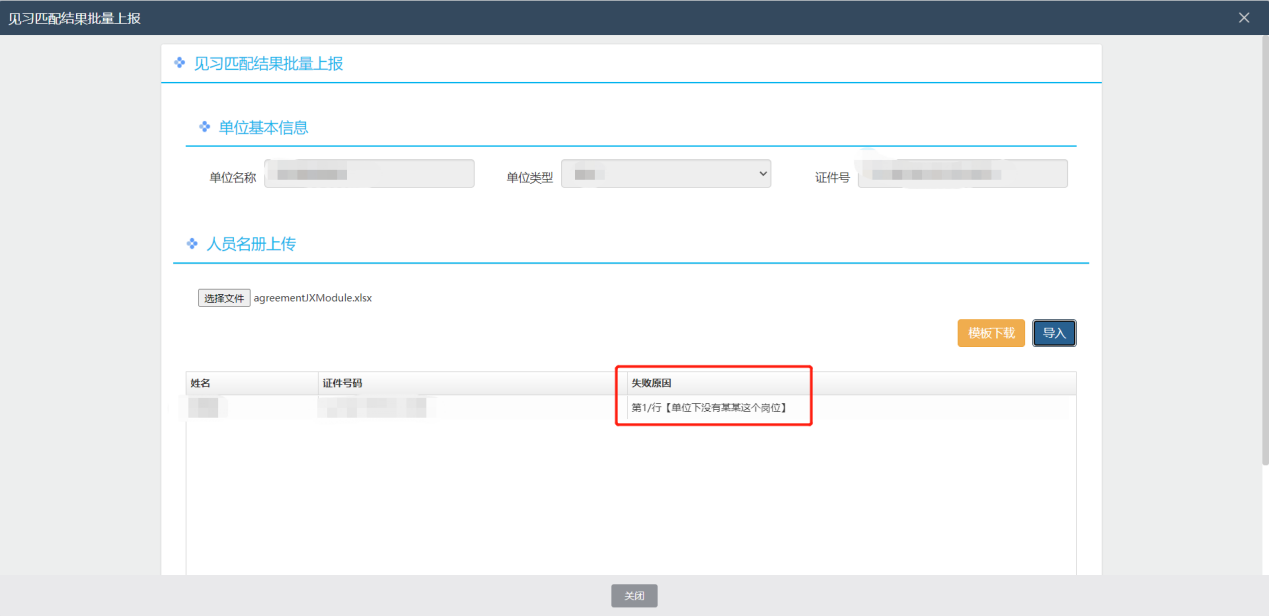 见习匹配结果批量上报
见习匹配结果批量上报
单位基本信息
单位名称 单位类型 证件号
人员名册上传
选择文件 agreementJXModule.xlsx
模板下载 导入
姓名 证件号码 失败原因
第1/行【单位下没有某某这个岗位】
关闭